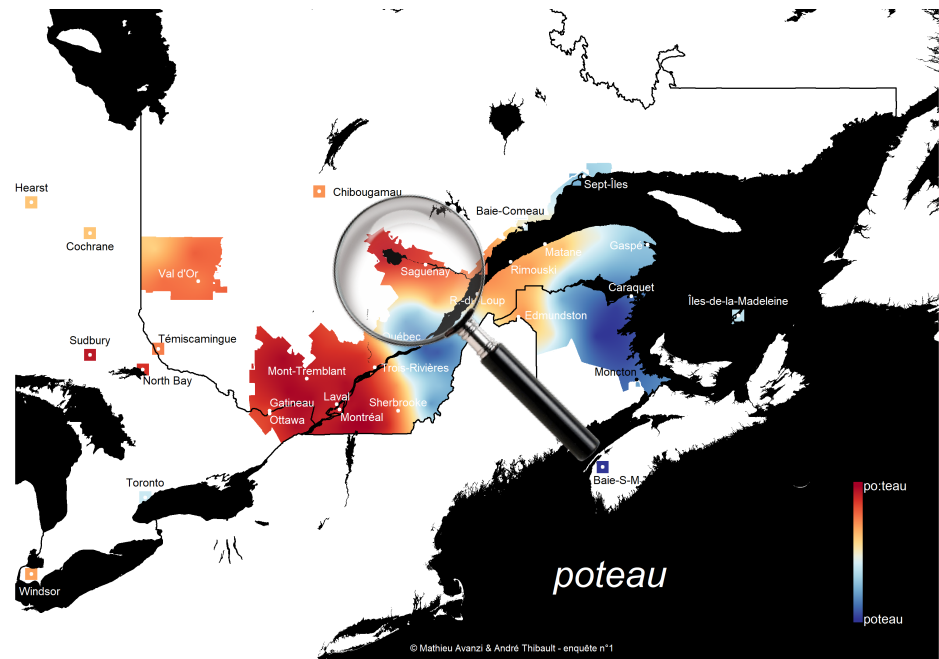 Hearst
Chibougamau
Sept-Îles
Baie-Comeau
Cochrane
Matane
Gaspé
Val d'Or
Saguenay
Rimouski
Caraquet
R.-du-Loup
Îles-de-la-Madeleine
Edmundston
Québec
Sudbury
Témiscamingue
Mont-Tremblant
Trois-Rivières
Moncton
North Bay
Laval
Gatineau
Sherbrooke
Ottawa
Montréal
Toronto
Baie-S-M
po:teau
poteau
Windsor
poteau
© Mathieu Avanzi & André Thibault - enquête n°1